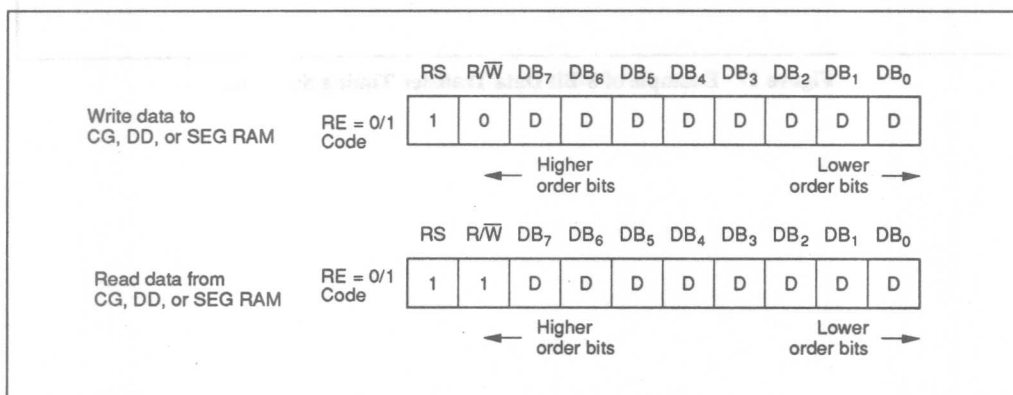 RS R/W̅ DB7 DB6 DB5 DB4 DB3 DB2 DB1 DB0
Write data to
CG, DD, or SEG RAM
RE = 0/1
Code
1 0 D D D D D D D D
Higher
order bits
Lower
order bits
RS R/W̅ DB7 DB6 DB5 DB4 DB3 DB2 DB1 DB0
Read data from
CG, DD, or SEG RAM
RE = 0/1
Code
1 1 D D D D D D D D
Higher
order bits
Lower
order bits